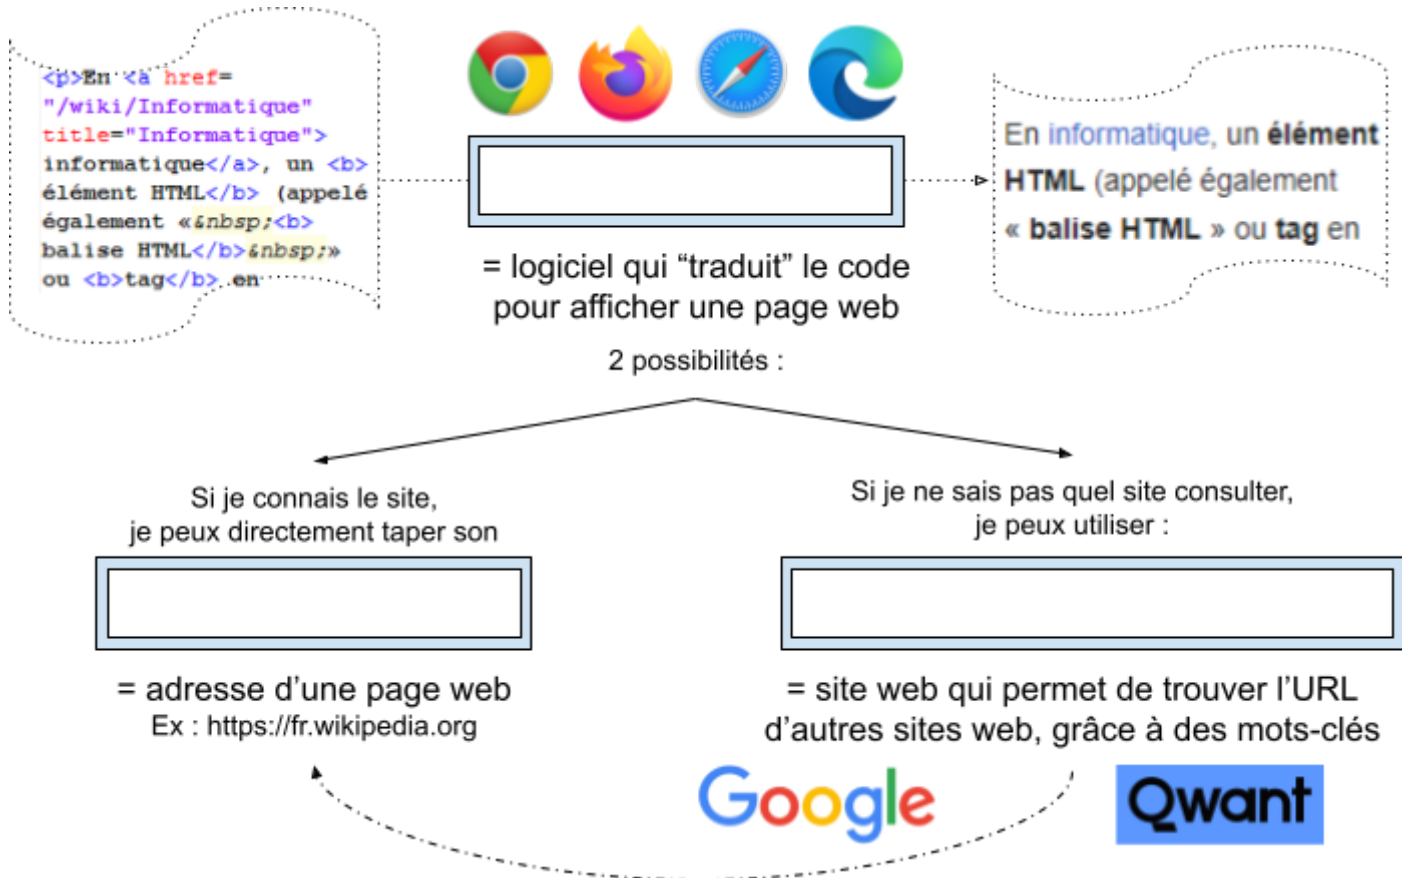 <p>En <a href=
"/wiki/Informatique"
title="Informatique">
informatique</a>, un <b>
élément HTML</b> (appelé
également «&nbsp;<b>
balise HTML</b>&nbsp;»
ou <b>tag</b> en
En informatique, un élément
HTML (appelé également
« balise HTML » ou tag en
= logiciel qui “traduit” le code
pour afficher une page web
2 possibilités :
Si je connais le site,
je peux directement taper son
= adresse d’une page web
Ex : https://fr.wikipedia.org
Si je ne sais pas quel site consulter,
je peux utiliser :
= site web qui permet de trouver l’URL
d’autres sites web, grâce à des mots-clés
Google
Qwant